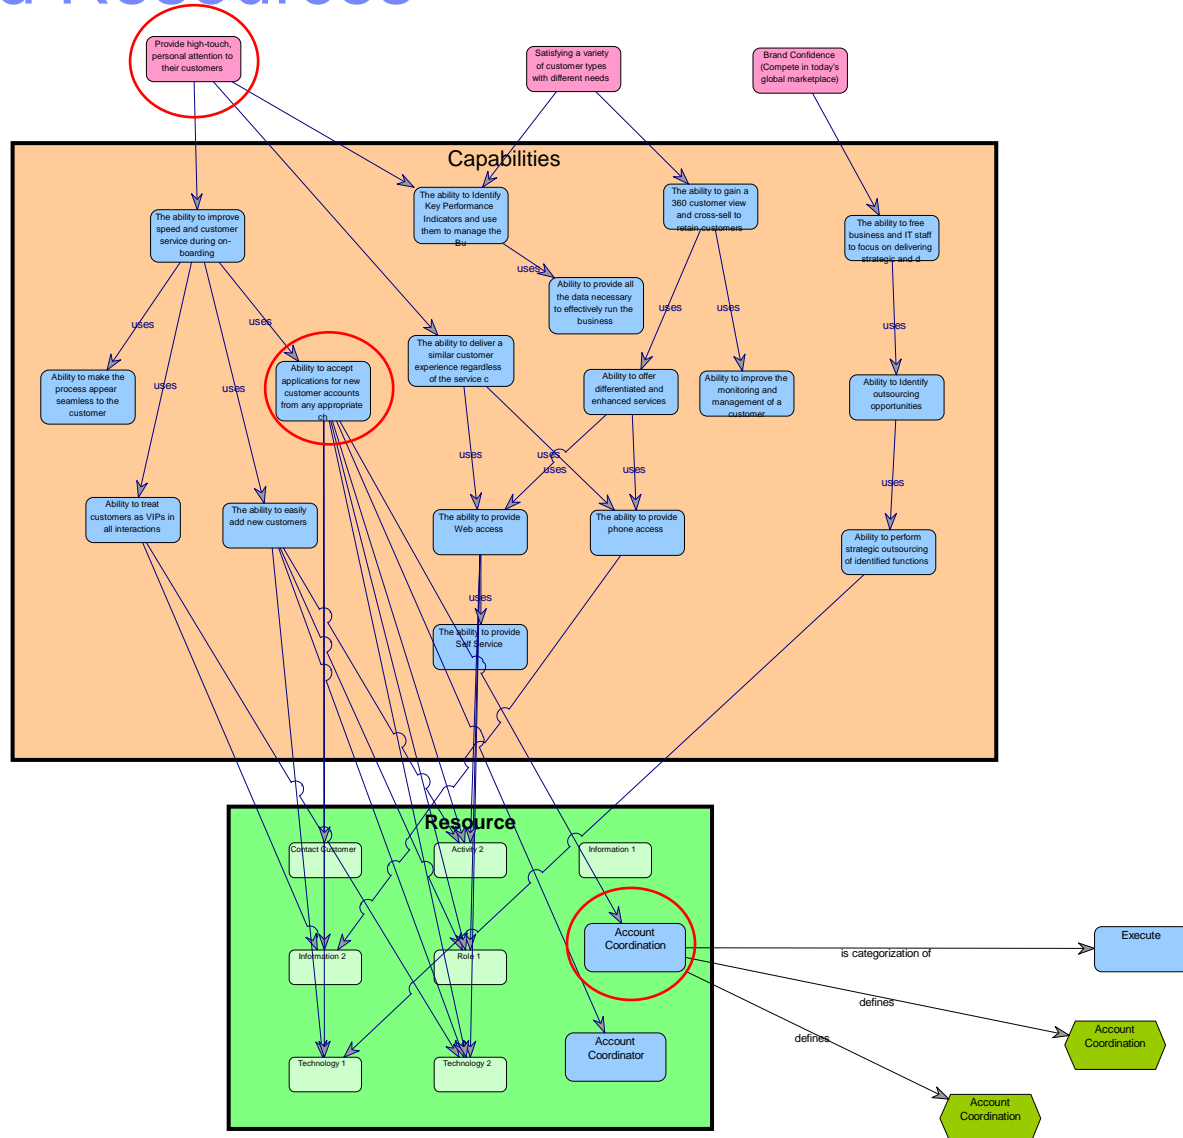 d Resources
Provide high-touch,
personal attention to
their customers
Satisfying a variety
of customer types
with different needs
Brand Confidence
(Compete in today's
global marketplace)
Capabilities
The ability to improve
speed and customer
service during on-
boarding
The ability to Identify
Key Performance
Indicators and use
them to manage the
Bu
The ability to gain a
360 customer view
and cross-sell to
retain customers
The ability to free
business and IT staff
to focus on delivering
strategic and d
uses
Ability to provide all
the data necessary
to effectively run the
business
uses
uses
uses
uses
uses
uses
uses
uses
Ability to make the
process appear
seamless to the
customer
Ability to accept
applications for new
customer accounts
from any appropriate
ch
The ability to deliver a
similar customer
experience regardless
of the service c
Ability to offer
differentiated and
enhanced services
Ability to improve the
monitoring and
management of a
customer
Ability to Identify
outsourcing
opportunities
uses
uses
uses
uses
uses
Ability to treat
customers as VIPs in
all interactions
The ability to easily
add new customers
The ability to provide
Web access
The ability to provide
phone access
Ability to perform
strategic outsourcing
of identified functions
uses
The ability to provide
Self Service
Resource
Contact Customer
Activity 2
Information 1
Information 2
Role 1
Account
Coordination
is categorization of
Execute
defines
defines
Account
Coordination
Technology 1
Technology 2
Account
Coordinator
Account
Coordination